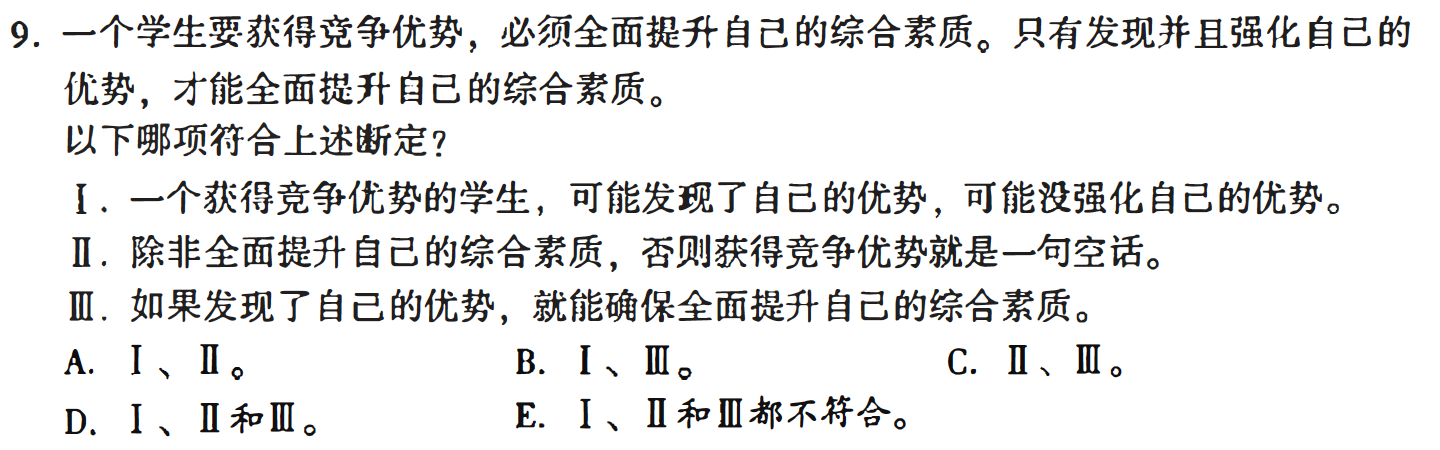 9. 一个学生要获得竞争优势，必须全面提升自己的综合素质。只有发现并且强化自己的
优势，才能全面提升自己的综合素质。
以下哪项符合上述断定？
Ⅰ. 一个获得竞争优势的学生，可能发现了自己的优势，可能没强化自己的优势。
Ⅱ. 除非全面提升自己的综合素质，否则获得竞争优势就是一句空话。
Ⅲ. 如果发现了自己的优势，就能确保全面提升自己的综合素质。
A. Ⅰ、Ⅱ。 B. Ⅰ、Ⅲ。 C. Ⅱ、Ⅲ。
D. Ⅰ、Ⅱ和Ⅲ。 E. Ⅰ、Ⅱ和Ⅲ都不符合。